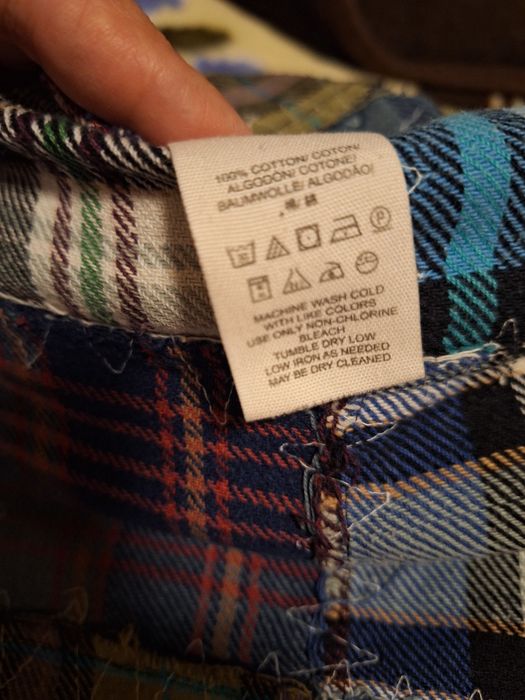 100% COTTON/ COTON/
ALGODÓN/ COTONE/
BAUMWOLLE/ ALGODÃO/
MACHINE WASH COLD
WITH LIKE COLORS
USE ONLY NON-CHLORINE
BLEACH
TUMBLE DRY LOW
LOW IRON AS NEEDED
MAY BE DRY CLEANED